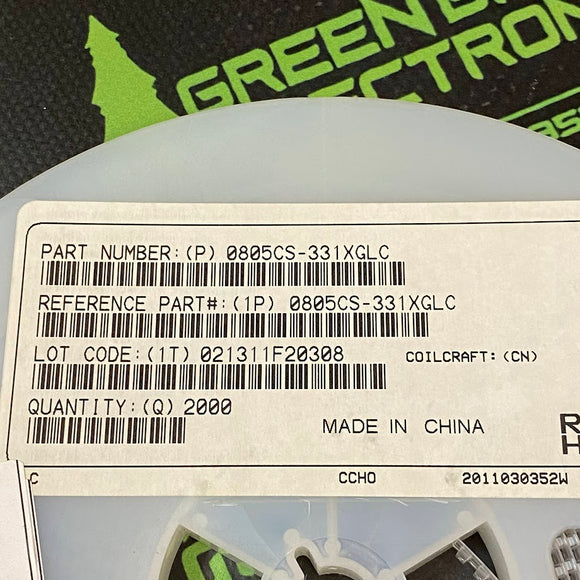 GREEN
PART NUMBER:(P) 0805CS-331XGLC
REFERENCE PART#:(1P) 0805CS-331XGLC
LOT CODE:(1T) 021311F20308 COILCRAFT:(CN)
QUANTITY:(Q) 2000
MADE IN CHINA
C CCHO 2011030352W